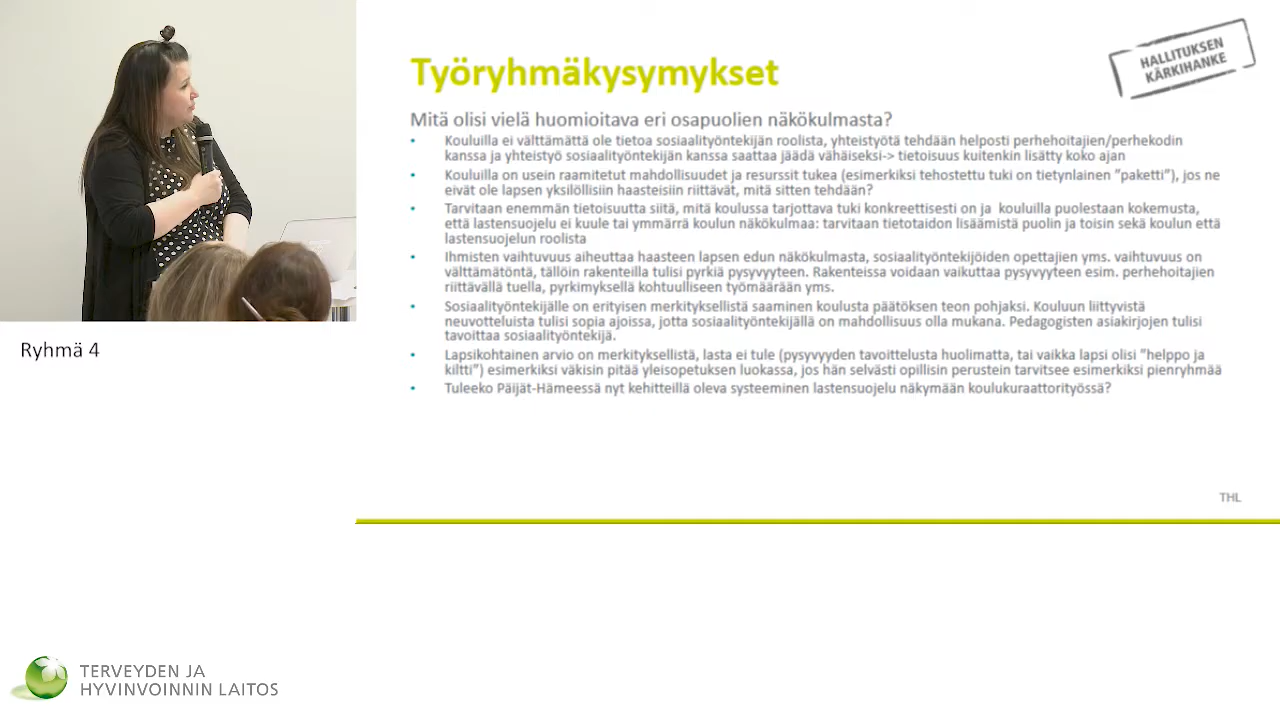 HALLITUKSEN
KÄRKIHANKE
Työryhmäkysymykset
Mitä olisi vielä huomioitava eri osapuolien näkökulmasta?
• Kouluilla ei välttämättä ole tietoa sosiaalityöntekijän roolista, yhteistyötä tehdään helposti perhehoitajien/perhekodin
kanssa ja yhteistyö sosiaalityöntekijän kanssa saattaa jäädä vähäiseksi-> tietoisuus kuitenkin lisätty koko ajan
• Kouluilla on usein raamitetut mahdollisuudet ja resurssit tukea (esimerkiksi tehostettu tuki on tietynlainen ”paketti”), jos ne
eivät ole lapsen yksilöllisiin haasteisiin riittävät, mitä sitten tehdään?
• Tarvitaan enemmän tietoisuutta siitä, mitä koulussa tarjottava tuki konkreettisesti on ja kouluilla puolestaan kokemusta,
että lastensuojelu ei kuule tai ymmärrä koulun näkökulmaa: tarvitaan tietotaidon lisäämistä puolin ja toisin sekä koulun että
lastensuojelun roolista
• Ihmisten vaihtuvuus aiheuttaa haasteen lapsen edun näkökulmasta, sosiaalityöntekijöiden opettajien yms. vaihtuvuus on
välttämätöntä, tällöin rakenteilla tulisi pyrkiä pysyvyyteen. Rakenteissa voidaan vaikuttaa pysyvyyteen esim. perhehoitajien
riittävällä tuella, pyrkimyksellä kohtuulliseen työmäärään yms.
• Sosiaalityöntekijälle on erityisen merkityksellistä saaminen koulusta päätöksen teon pohjaksi. Kouluun liittyvistä
neuvotteluista tulisi sopia ajoissa, jotta sosiaalityöntekijällä on mahdollisuus olla mukana. Pedagogisten asiakirjojen tulisi
tavoittaa sosiaalityöntekijä.
• Lapsikohtainen arvio on merkityksellistä, lasta ei tule (pysyvyyden tavoittelusta huolimatta, tai vaikka lapsi olisi ”helppo ja
kiltti”) esimerkiksi väkisin pitää yleisopetuksen luokassa, jos hän selvästi opillisin perustein tarvitsee esimerkiksi pienryhmää
• Tuleeko Päijät-Hämeessä nyt kehitteillä oleva systeeminen lastensuojelu näkymään koulukuraattorityössä?
THL
Ryhmä 4
TERVEYDEN JA
HYVINVOINNIN LAITOS